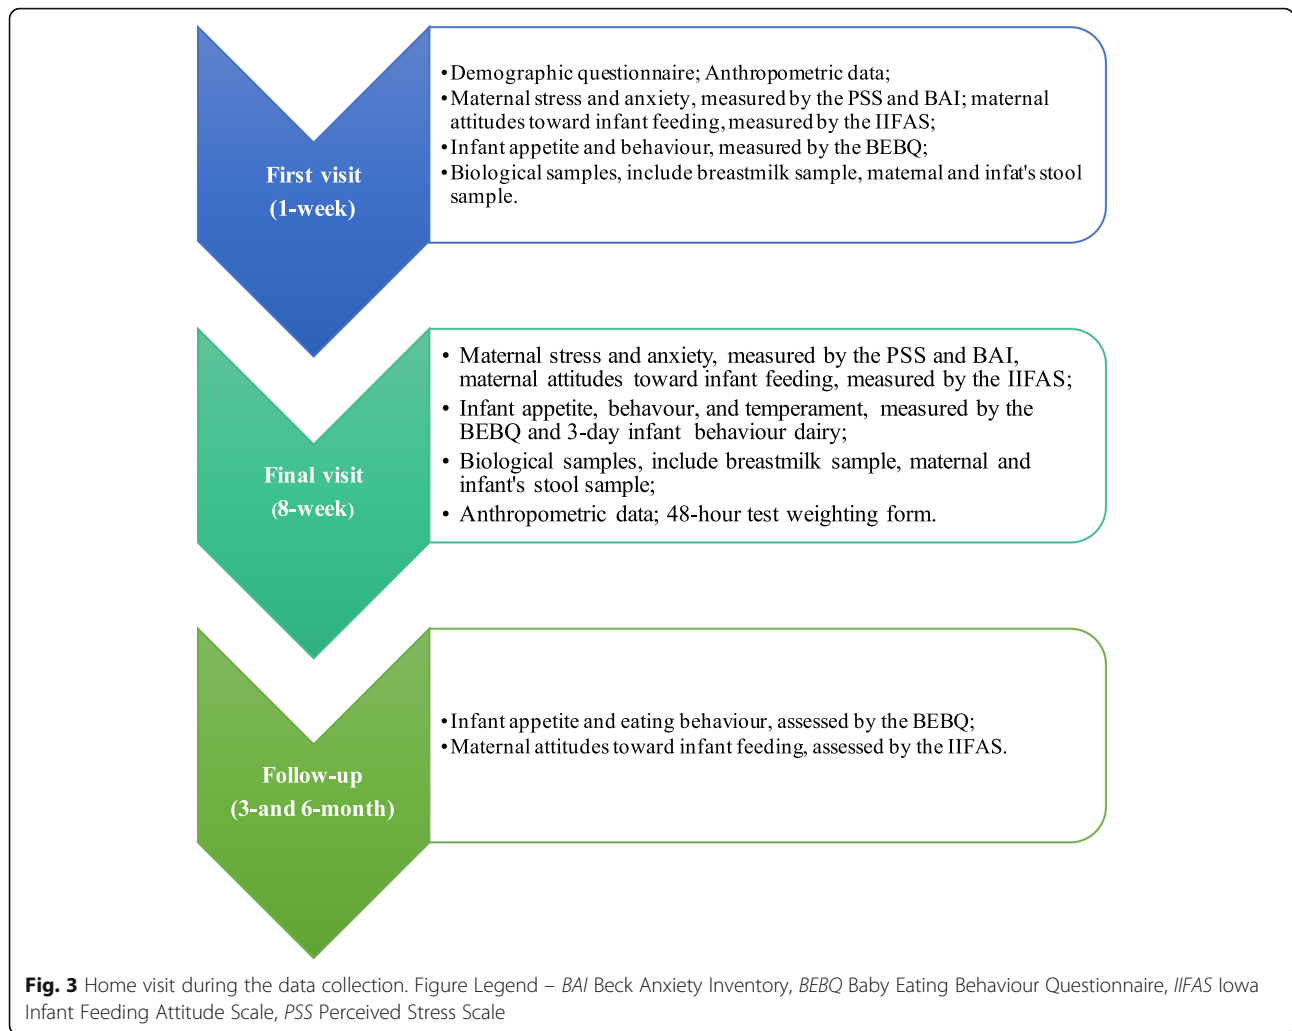 First visit
(1-week)
•Demographic questionnaire; Anthropometric data;
•Maternal stress and anxiety, measured by the PSS and BAI; maternal
attitudes toward infant feeding, measured by the IIFAS;
•Infant appetite and behaviour, measured by the BEBQ;
•Biological samples, include breastmilk sample, maternal and infat's stool
sample.
Final visit
(8-week)
• Maternal stress and anxiety, measured by the PSS and BAI,
maternal attitudes toward infant feeding, measured by the IIFAS;
• Infant appetite, behavour, and temperament, measured by the
BEBQ and 3-day infant behaviour dairy;
• Biological samples, include breastmilk sample, maternal and
infant's stool sample;
• Anthropometric data; 48-hour test weighting form.
Follow-up
(3-and 6-month)
•Infant appetite and eating behaviour, assessed by the BEBQ;
•Maternal attitudes toward infant feeding, assessed by the IIFAS.
Fig. 3 Home visit during the data collection. Figure Legend – BAI Beck Anxiety Inventory, BEBQ Baby Eating Behaviour Questionnaire, IIFAS Iowa
Infant Feeding Attitude Scale, PSS Perceived Stress Scale